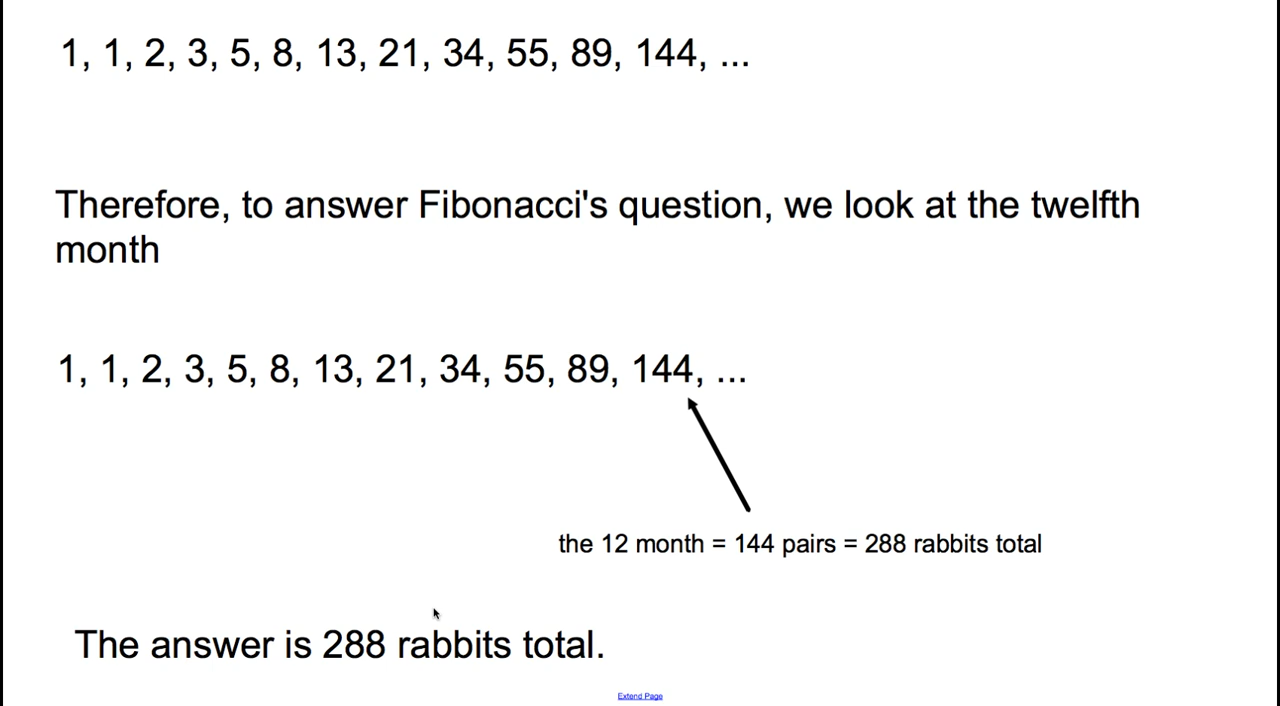 1, 1, 2, 3, 5, 8, 13, 21, 34, 55, 89, 144, ...
Therefore, to answer Fibonacci's question, we look at the twelfth
month
1, 1, 2, 3, 5, 8, 13, 21, 34, 55, 89, 144, ...
the 12 month = 144 pairs = 288 rabbits total
The answer is 288 rabbits total.
Extend Page